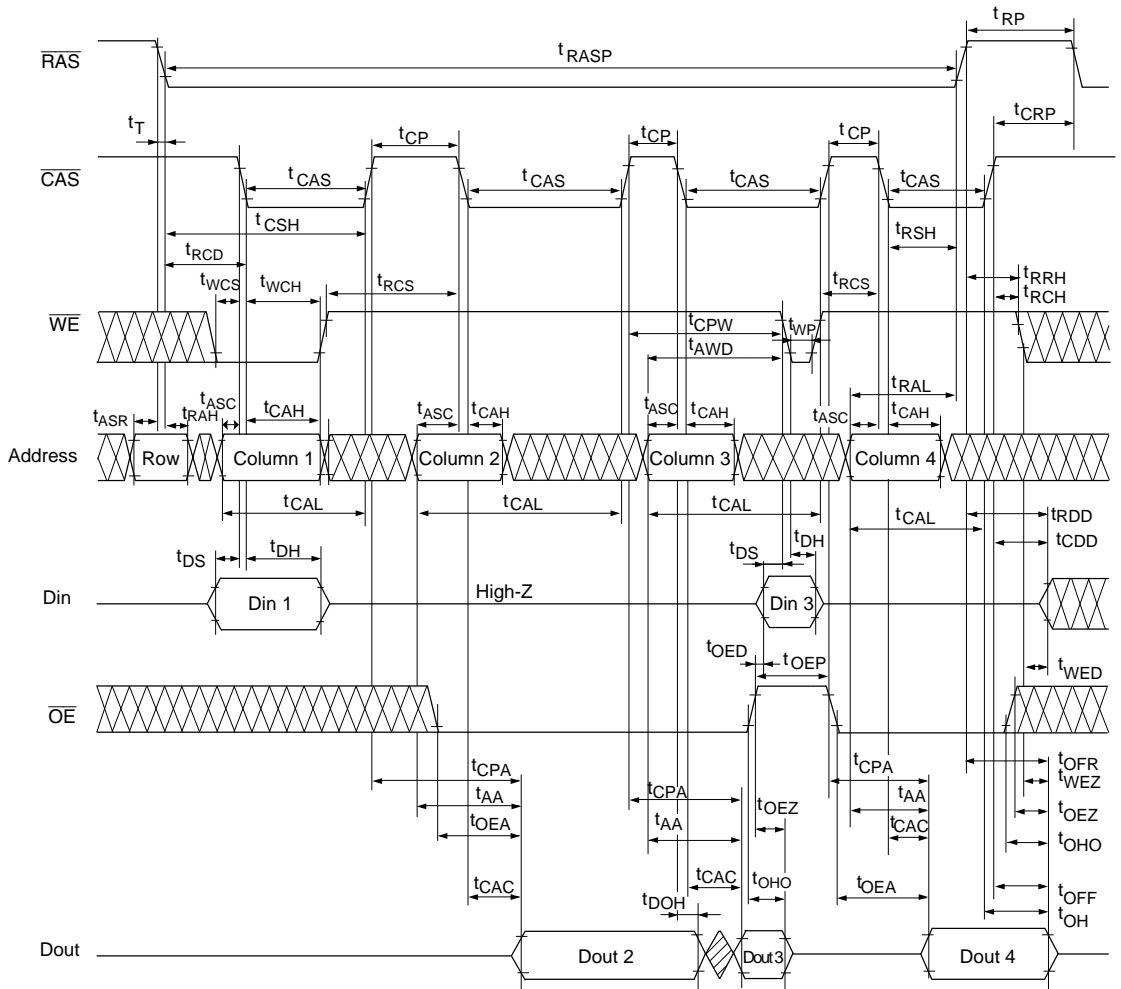 tRP
RAS
tRASP
tT
tCRP
tCP tCP tCP
CAS
tCAS tCAS tCAS tCAS
tCSH
tRSH
tRCD
tWCS tWCH tRCS tRCS tRRH
tRCH
WE
tCPW tWP
tAWD
tRAL
tASR tRAH tASC tCAH tASC tCAH tASC tCAH tASC tCAH
Address Row Column 1 Column 2 Column 3 Column 4
tCAL tCAL tCAL tCAL tRDD
tCDD
tDS tDH tDS tDH
Din Din 1 High-Z Din 3
tOED tOEP tWED
OE
tCPA tCPA tCPA tOFR
tWEZ
tAA tOEZ tAA tOEZ
tOEA tAA tCAC tOHO
tCAC tCAC tOHO tOEA tOFF
tDOH tOH
Dout Dout 2 Dout 3 Dout 4